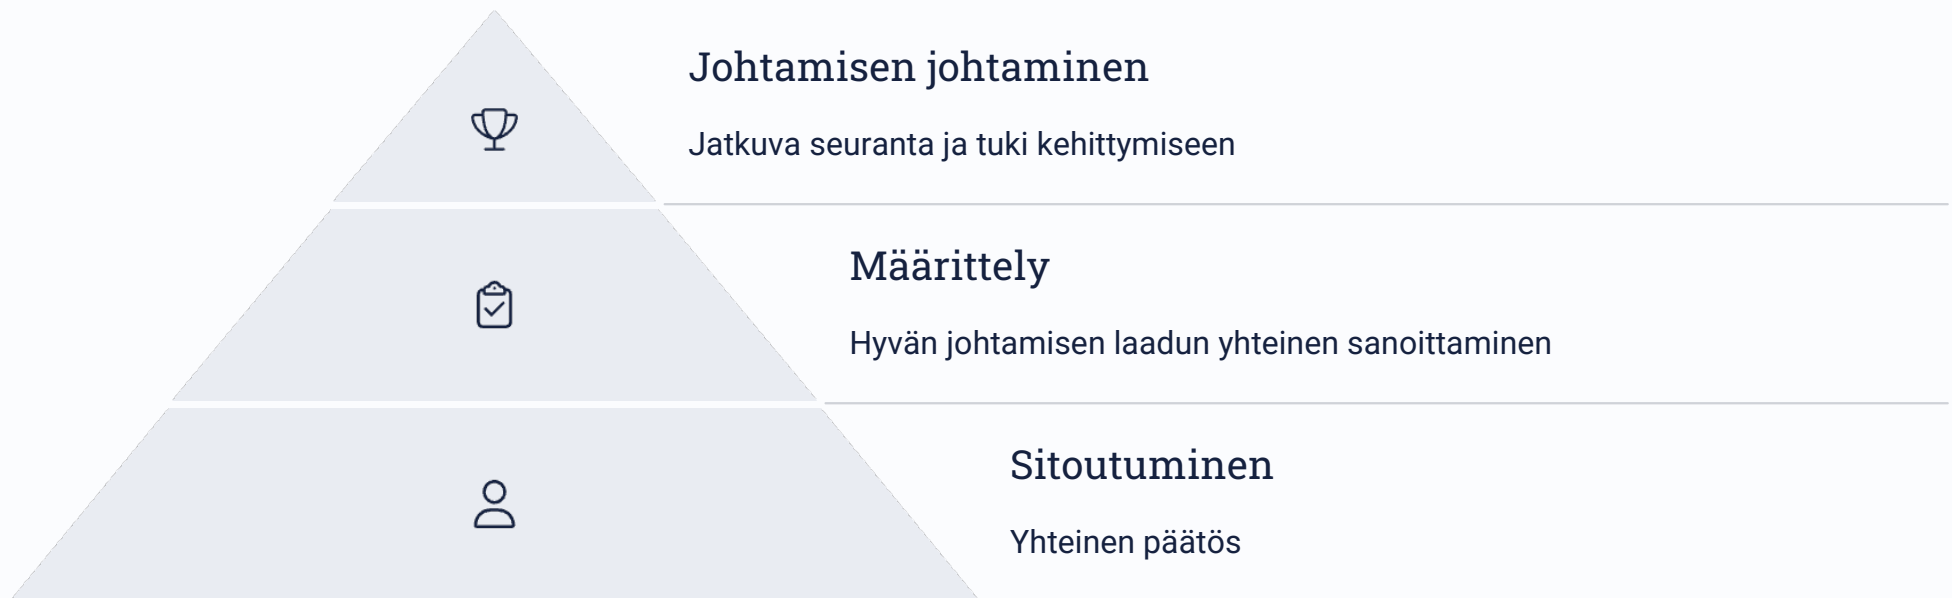 Johtamisen johtaminen
Jatkuva seuranta ja tuki kehittymiseen
Määrittely
Hyvän johtamisen laadun yhteinen sanoittaminen
Sitoutuminen
Yhteinen päätös